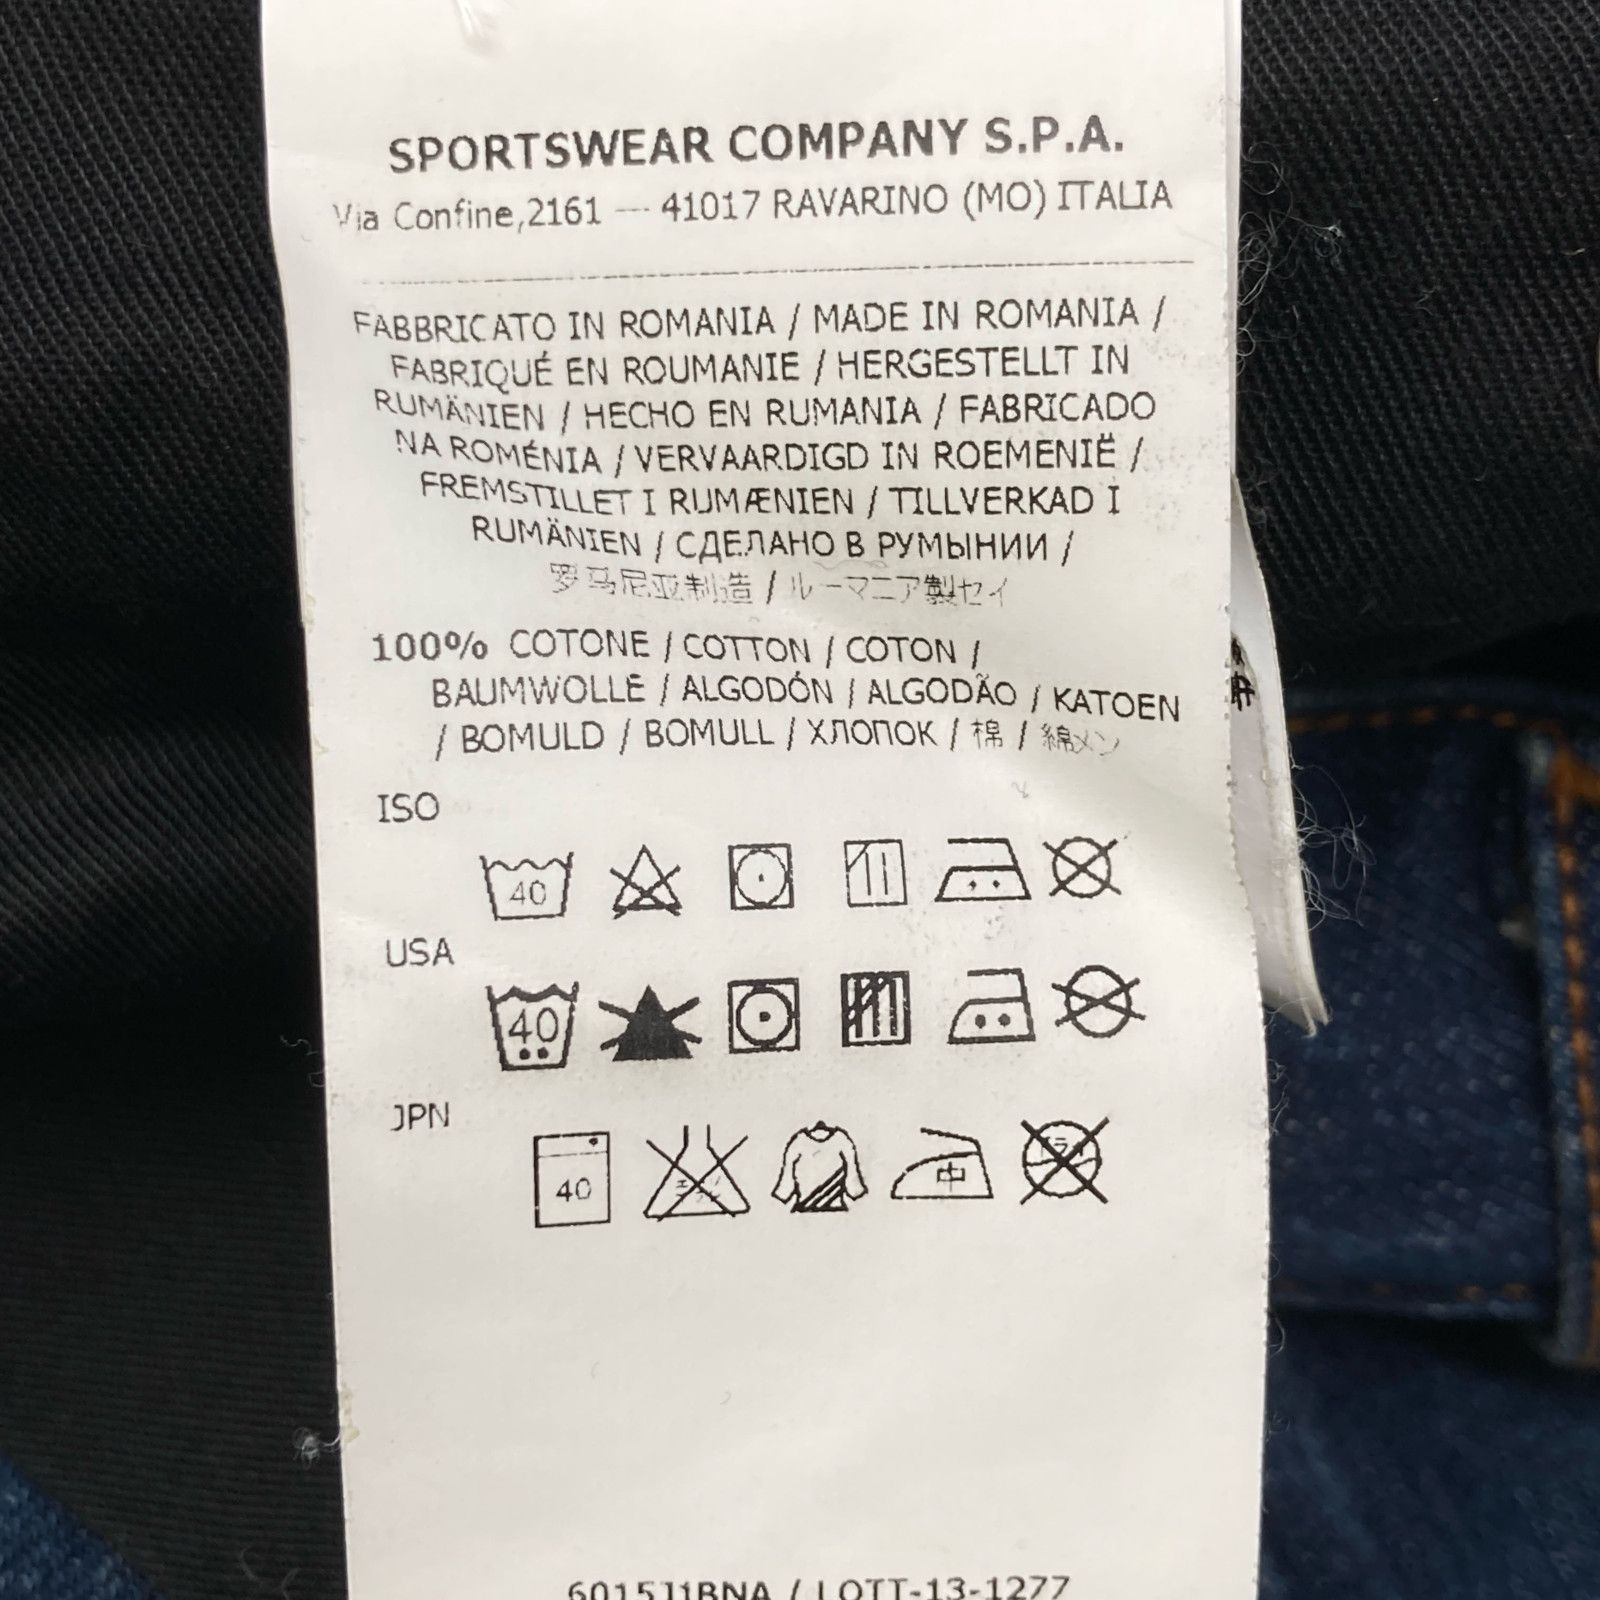 SPORTSWEAR COMPANY S.P.A.
Via Confine,2161 --- 41017 RAVARINO (MO) ITALIA
FABBRICATO IN ROMANIA / MADE IN ROMANIA /
FABRIQUÉ EN ROUMANIE / HERGESTELLT IN
RUMÄNIEN / HECHO EN RUMANIA / FABRICADO
NA ROMÉNIA / VERVAARDIGD IN ROEMENIË /
FREMSTILLET I RUMÆNIEN / TILLVERKAD I
RUMÄNIEN / СДЕЛАНО В РУМЫНИИ /
罗马尼亚制造 / ルーマニア製セイ
100% COTONE / COTTON / COTON /
BAUMWOLLE / ALGODÓN / ALGODÃO / KATOEN
/ BOMULD / BOMULL / ХЛОПОК / 棉 / 綿メン
ISO
40
USA
40
JPN
40
中
601511BNA / LOTT-13-1277